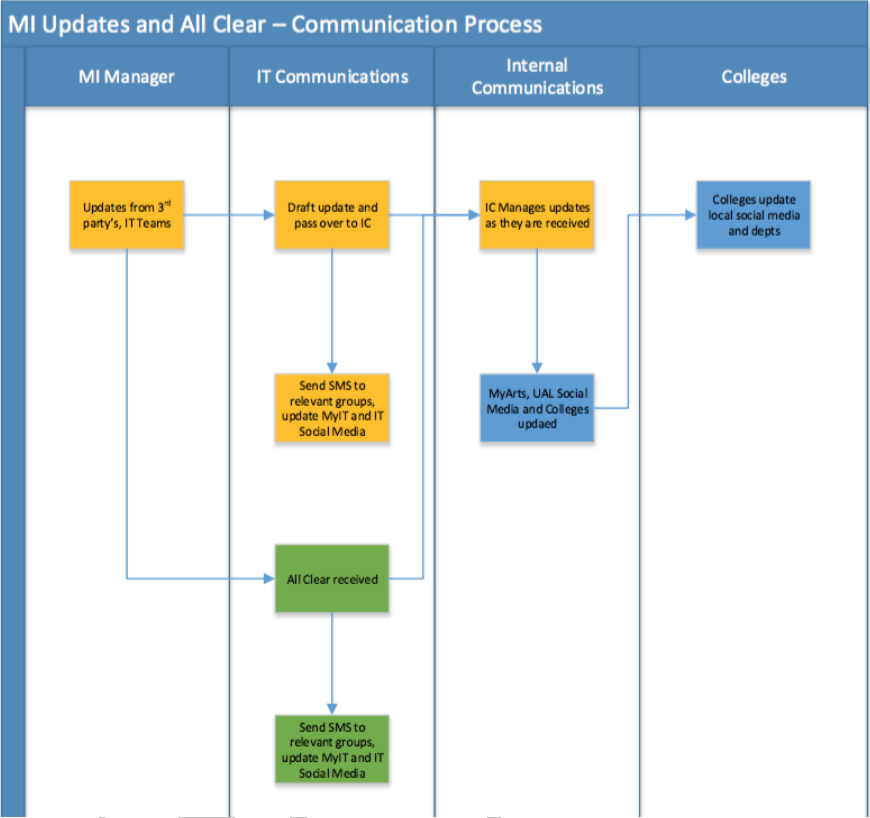 MI Updates and All Clear – Communication Process
MI Manager
IT Communications
Internal
Communications
Colleges
Updates from 3rd
party's, IT Teams
Draft update and
pass over to IC
IC Manages updates
as they are received
Colleges update
local social media
and depts
Send SMS to
relevant groups,
update MyIT and IT
Social Media
MyArts, UAL Social
Media and Colleges
updaed
All Clear received
Send SMS to
relevant groups,
update MyIT and IT
Social Media